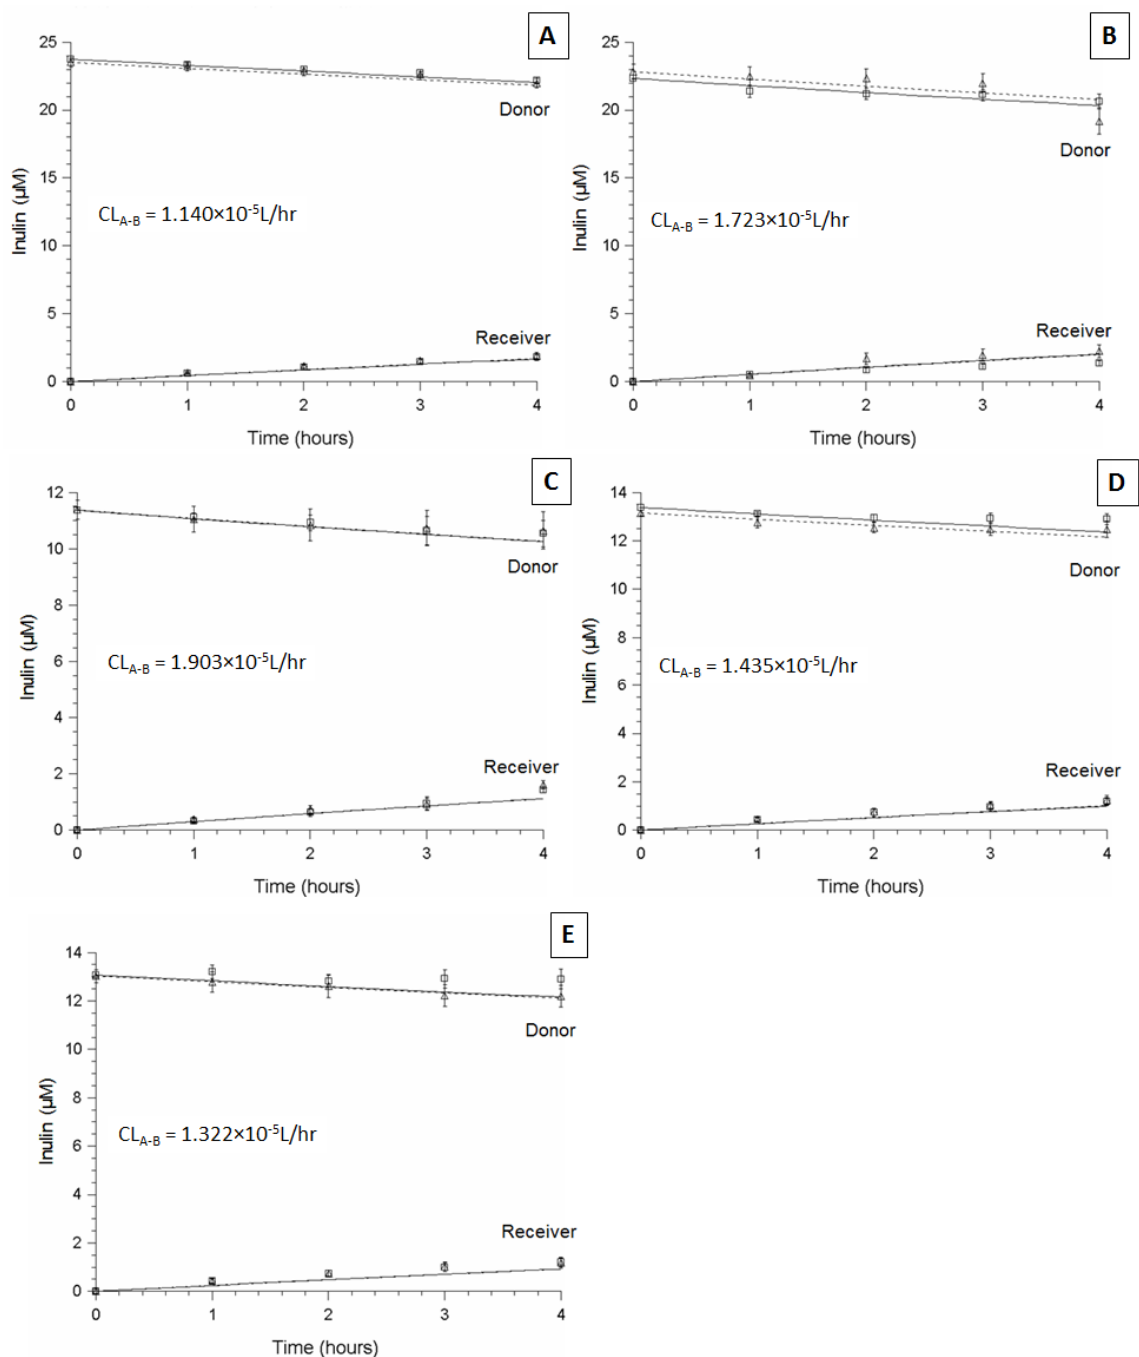 A
25
20
15
10
5
0
Inulin (µM)
Donor
CL_A-B = 1.140×10⁻⁵L/hr
Receiver
0 1 2 3 4
Time (hours)
B
25
20
15
10
5
0
Inulin (µM)
Donor
CL_A-B = 1.723×10⁻⁵L/hr
Receiver
0 1 2 3 4
Time (hours)
C
12
10
8
6
4
2
0
Inulin (µM)
Donor
CL_A-B = 1.903×10⁻⁵L/hr
Receiver
0 1 2 3 4
Time (hours)
D
14
12
10
8
6
4
2
0
Inulin (µM)
Donor
CL_A-B = 1.435×10⁻⁵L/hr
Receiver
0 1 2 3 4
Time (hours)
E
14
12
10
8
6
4
2
0
Inulin (µM)
Donor
CL_A-B = 1.322×10⁻⁵L/hr
Receiver
0 1 2 3 4
Time (hours)